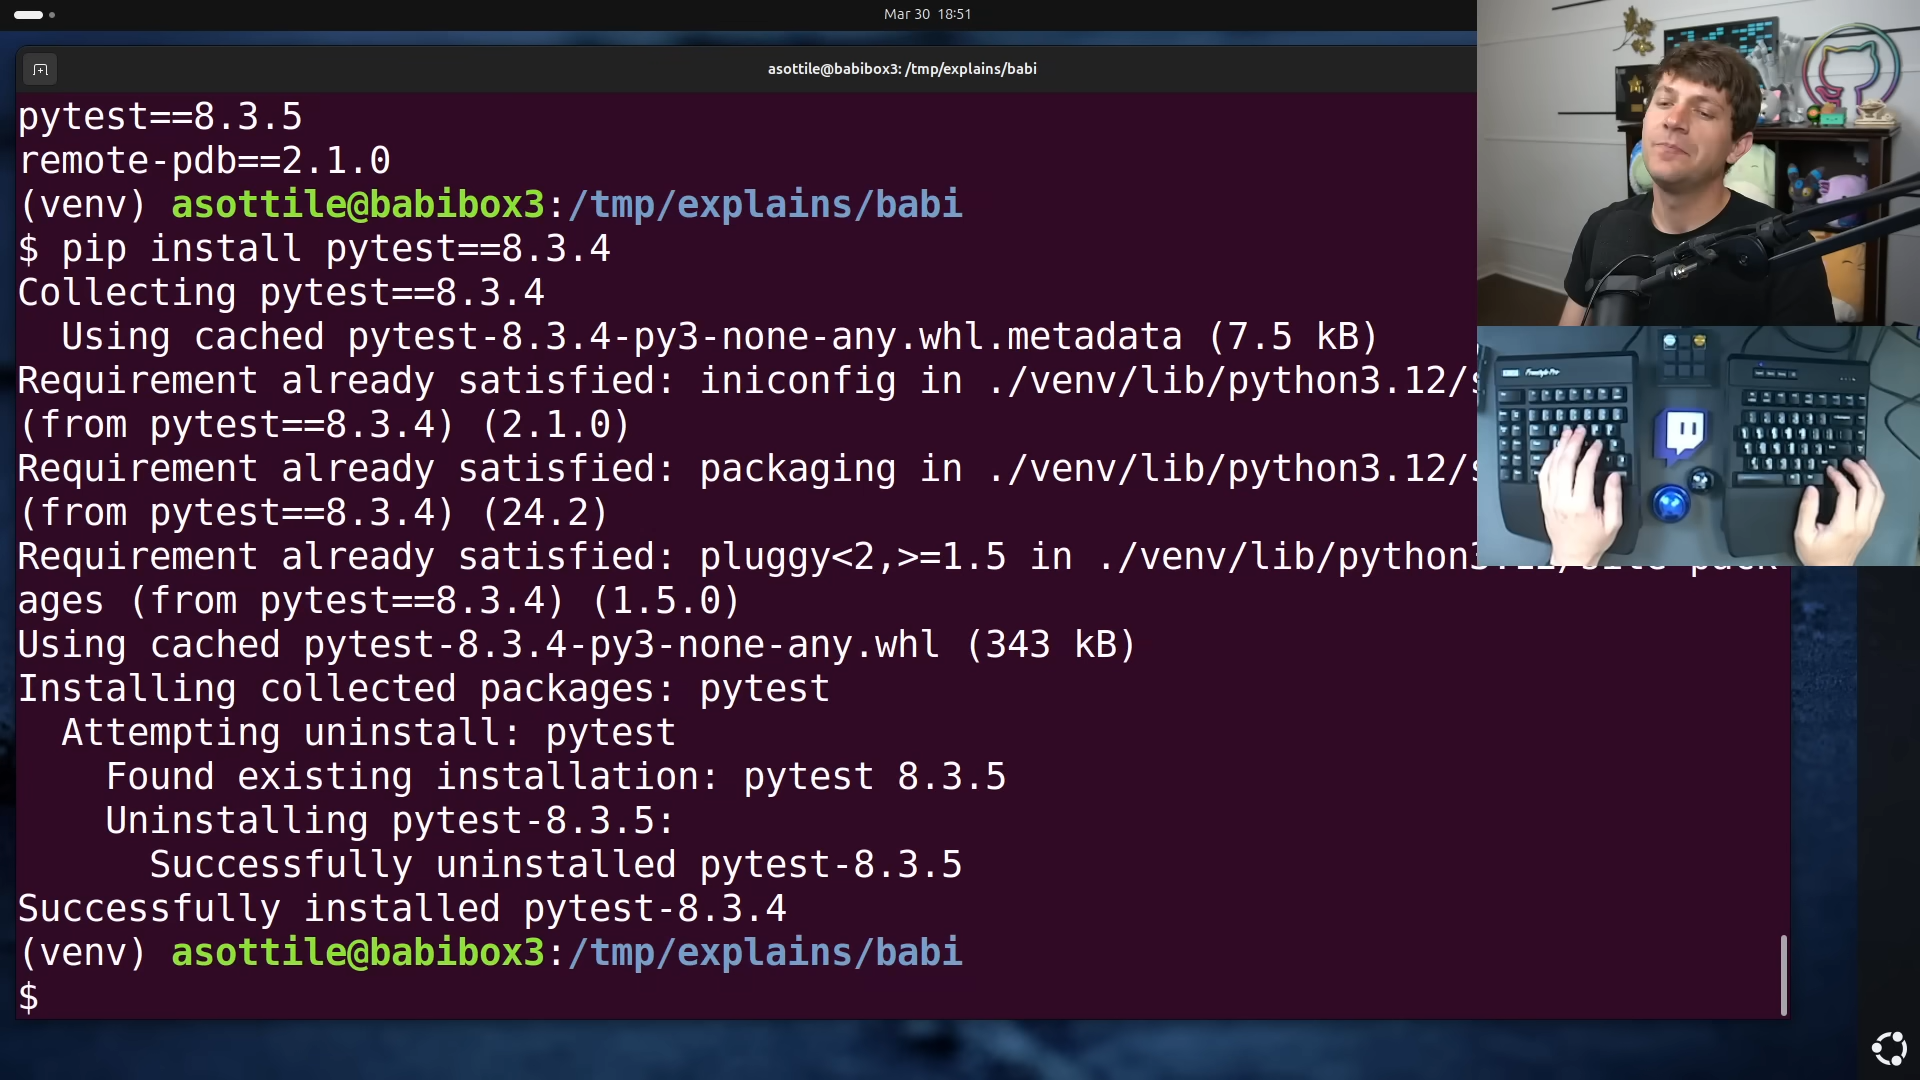 Mar 30 18:51
asottile@babibox3: /tmp/explains/babi
pytest==8.3.5
remote-pdb==2.1.0
(venv) asottile@babibox3:/tmp/explains/babi
$ pip install pytest==8.3.4
Collecting pytest==8.3.4
  Using cached pytest-8.3.4-py3-none-any.whl.metadata (7.5 kB)
Requirement already satisfied: iniconfig in ./venv/lib/python3.12/
(from pytest==8.3.4) (2.1.0)
Requirement already satisfied: packaging in ./venv/lib/python3.12/
(from pytest==8.3.4) (24.2)
Requirement already satisfied: pluggy<2,>=1.5 in ./venv/lib/python3
ages (from pytest==8.3.4) (1.5.0)
Using cached pytest-8.3.4-py3-none-any.whl (343 kB)
Installing collected packages: pytest
  Attempting uninstall: pytest
    Found existing installation: pytest 8.3.5
    Uninstalling pytest-8.3.5:
      Successfully uninstalled pytest-8.3.5
Successfully installed pytest-8.3.4
(venv) asottile@babibox3:/tmp/explains/babi
$
Freestyle Pro